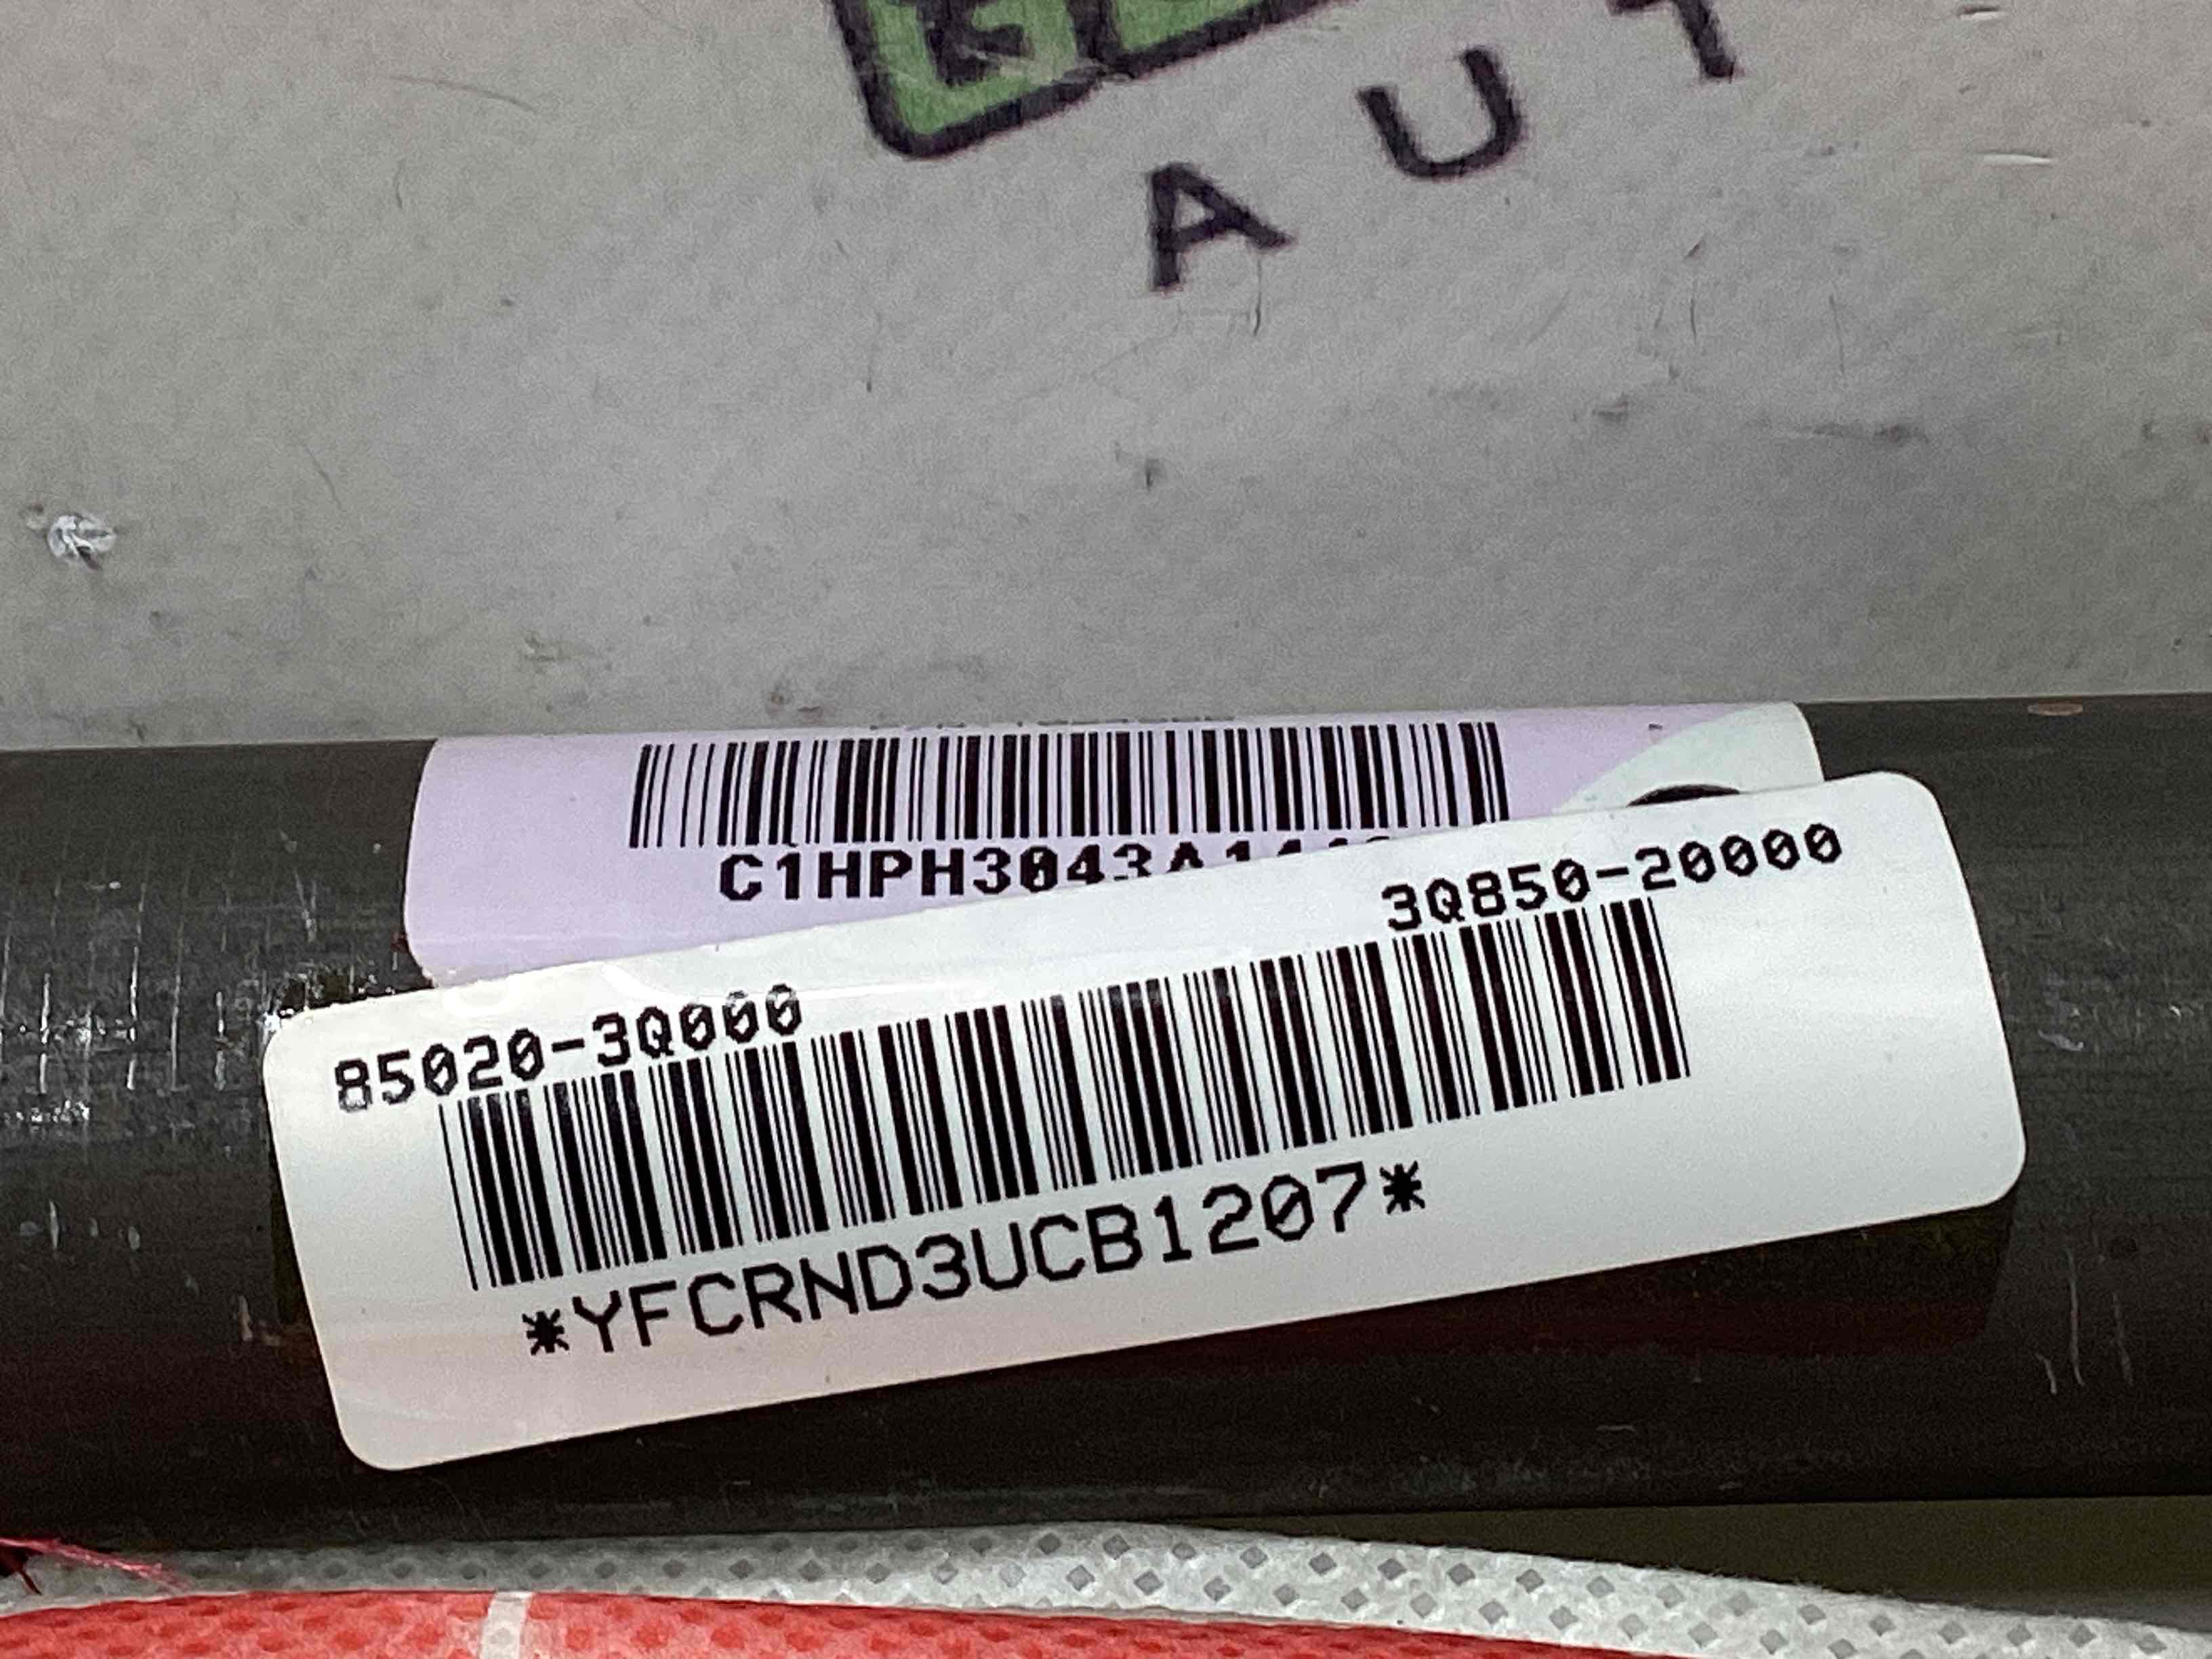 A U T
C1HPH3043A
3Q850-20000
85020-3Q000
*YFCRND3UCB1207*